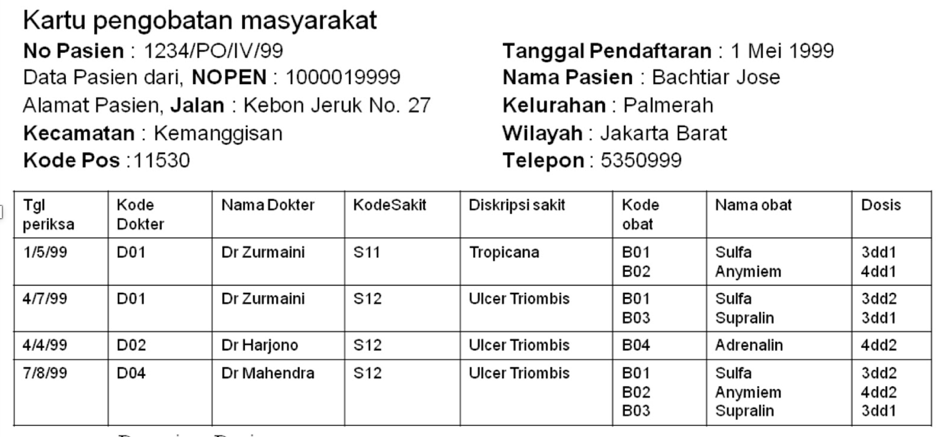 Kartu pengobatan masyarakat
No Pasien : 1234/PO/IV/99 Tanggal Pendaftaran : 1 Mei 1999
Data Pasien dari, NOPEN : 1000019999 Nama Pasien : Bachtiar Jose
Alamat Pasien, Jalan : Kebon Jeruk No. 27 Kelurahan : Palmerah
Kecamatan : Kemanggisan Wilayah : Jakarta Barat
Kode Pos :11530 Telepon : 5350999
Tgl periksa Kode Dokter Nama Dokter KodeSakit Diskripsi sakit Kode obat Nama obat Dosis
1/5/99 D01 Dr Zurmaini S11 Tropicana B01 Sulfa 3dd1
B02 Anymiem 4dd1
4/7/99 D01 Dr Zurmaini S12 Ulcer Triombis B01 Sulfa 3dd2
B03 Supralin 3dd1
4/4/99 D02 Dr Harjono S12 Ulcer Triombis B04 Adrenalin 4dd2
7/8/99 D04 Dr Mahendra S12 Ulcer Triombis B01 Sulfa 3dd2
B02 Anymiem 4dd2
B03 Supralin 3dd1